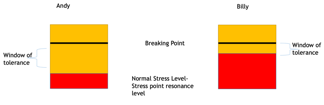 Andy
Billy
Breaking Point
Window of
tolerance
Window of
tolerance
Normal Stress Level-
Stress point resonance
level